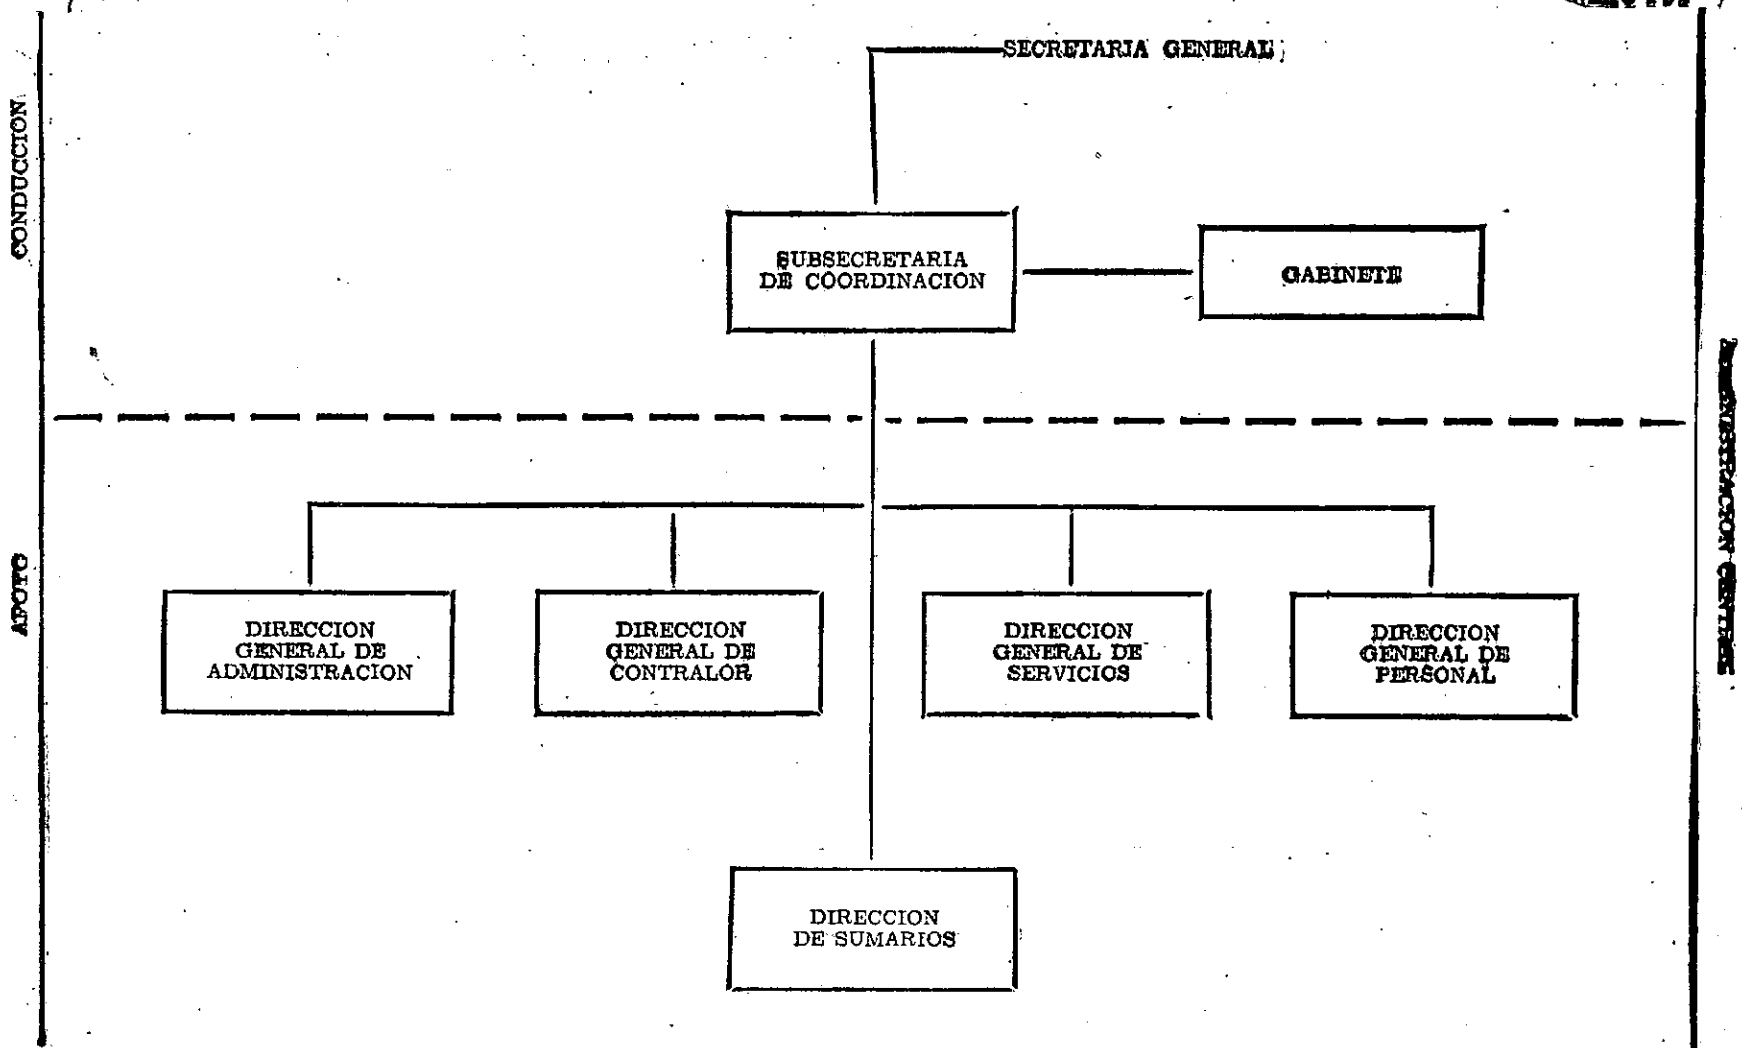 SECRETARIA GENERAL
CONDUCCION
SUBSECRETARIA
DE COORDINACION
GABINETE
APOYO
DIRECCION
GENERAL DE
ADMINISTRACION
DIRECCION
GENERAL DE
CONTRALOR
DIRECCION
GENERAL DE
SERVICIOS
DIRECCION
GENERAL DE
PERSONAL
DIRECCION
DE SUMARIOS